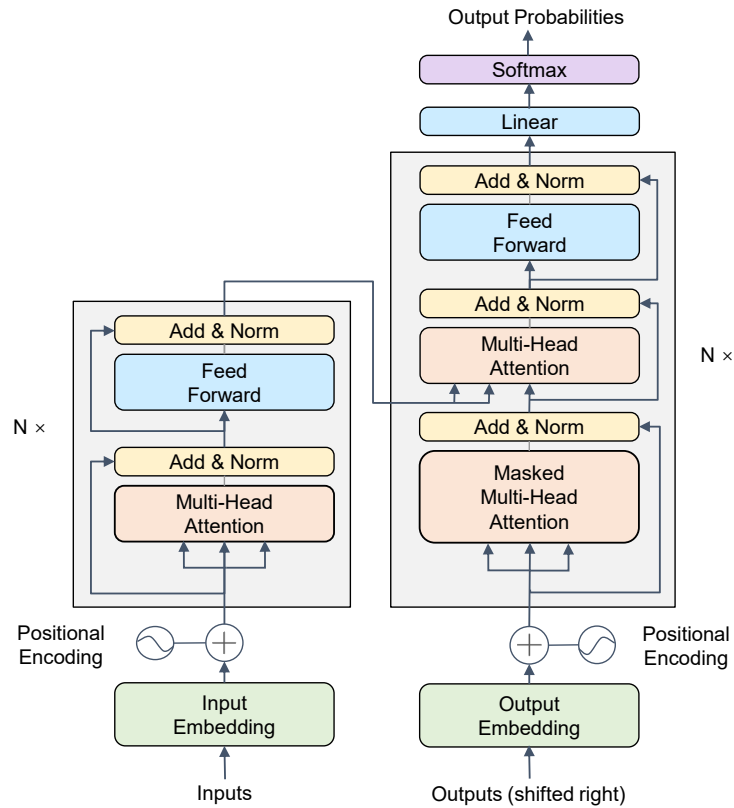 Output Probabilities
Softmax
Linear
Add & Norm
Feed
Forward
Add & Norm
Multi-Head
Attention
Add & Norm
Masked
Multi-Head
Attention
N ×
Positional
Encoding
Output
Embedding
Outputs (shifted right)
Add & Norm
Feed
Forward
Add & Norm
Multi-Head
Attention
N ×
Positional
Encoding
Input
Embedding
Inputs